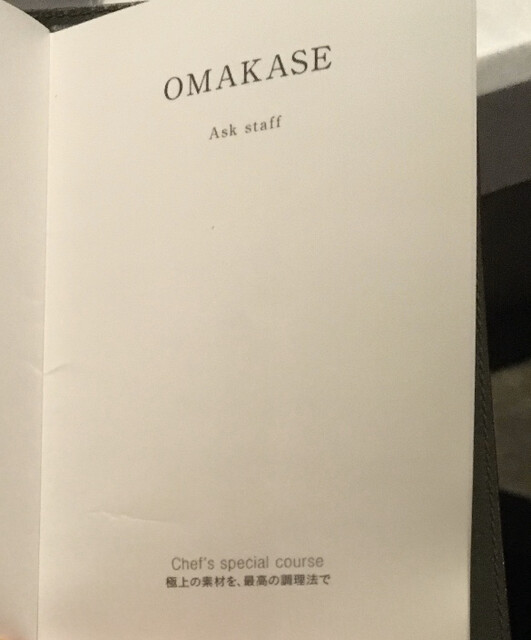 OMAKASE
Ask staff
Chef's special course
極上の素材を、最高の調理法で